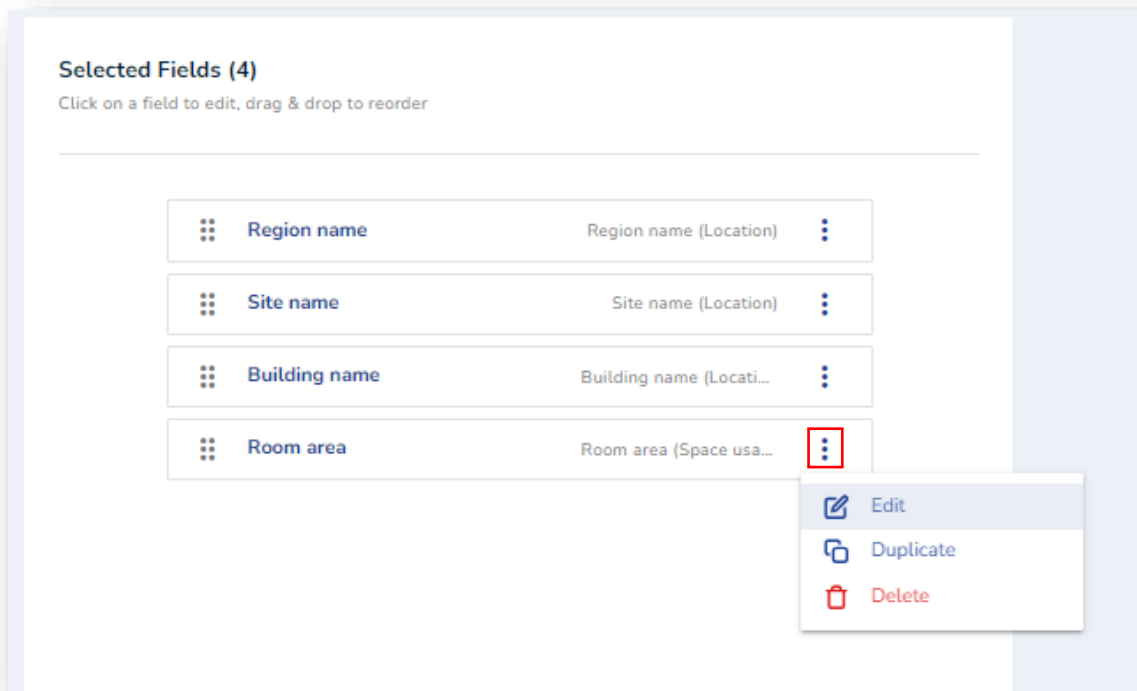 Selected Fields (4)
Click on a field to edit, drag & drop to reorder
Region name Region name (Location)
Site name Site name (Location)
Building name Building name (Locati...
Room area Room area (Space usa...
Edit
Duplicate
Delete